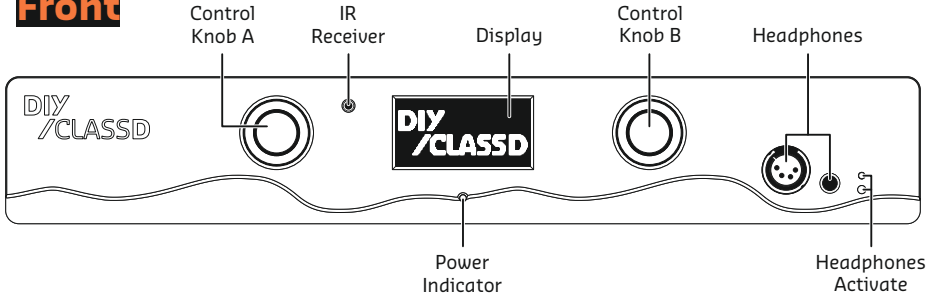 Front
Control
Knob A
IR
Receiver
Display
Control
Knob B
Headphones
DIY
/CLASSD
DIY
/CLASSD
Power
Indicator
Headphones
Activate